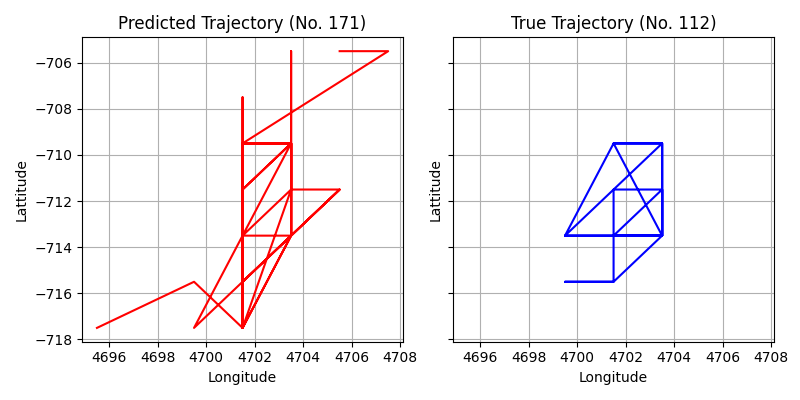 Predicted Trajectory (No. 171)
True Trajectory (No. 112)
Lattitude
−706
−708
−710
−712
−714
−716
−718
4696 4698 4700 4702 4704 4706 4708
Longitude
Lattitude
4696 4698 4700 4702 4704 4706 4708
Longitude